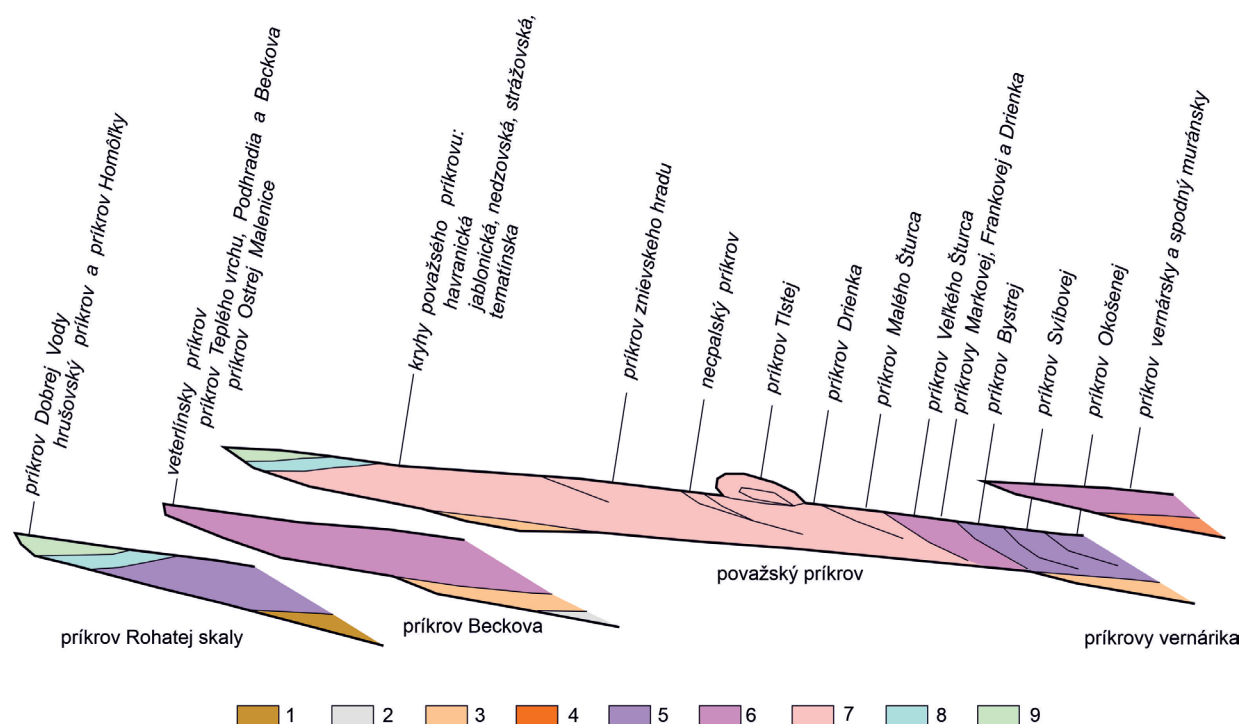 príkrov Dobrej Vody
hrušovský príkrov a príkrov Homôľky
veterlínsky príkrov
príkrov Teplého vrchu, Podhradia a Beckova
príkrov Ostrej Malenice
kryhy považsého príkrovu:
havranická
jablonická, nedzovská, strážovská,
tematínska
príkrov znievskeho hradu
necpalský príkrov
príkrov Tlstej
príkrov Drienka
príkrov Malého Šturca
príkrov Veľkého Šturca
príkrovy Markovej, Frankovej a Drienka
príkrov Bystrej
príkrov Svíbovej
príkrov Okošenej
príkrov vernársky a spodný muránsky
príkrov Rohatej skaly
príkrov Beckova
považský príkrov
príkrovy vernárika
1 2 3 4 5 6 7 8 9